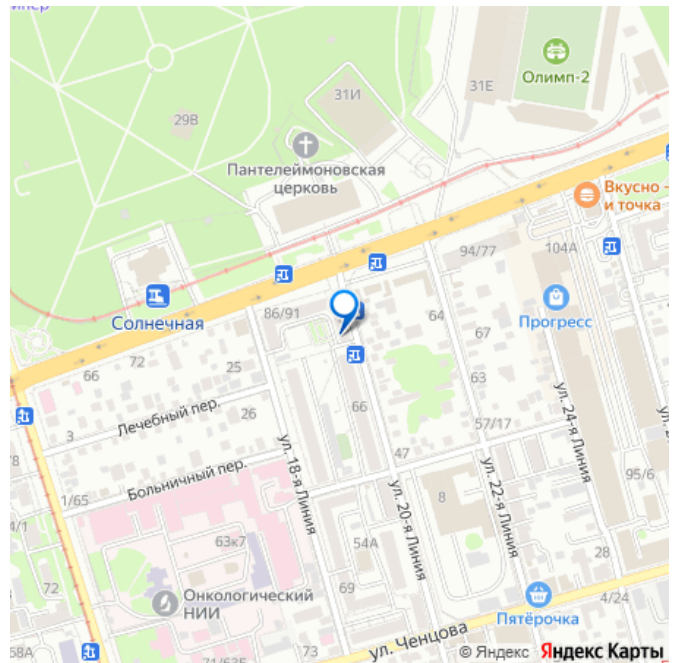 31И
31Е
Олимп-2
29В
Пантелеймоновская
церковь
Вкусно -
и точка
94/77
104А
Солнечная
86/91
64
Прогресс
67
72
25
66
63
ул. 24-я Линия
Лечебный пер.
26
66
57/17
3
47
Больничный пер.
ул. 18-я Линия
ул. 20-я Линия
ул. 22-я Линия
1/65
8
95/6
63к7
54А
28
72
69
Онкологический
НИИ
Пятёрочка
4/24
ул. Ченцова
68А
71/63Б
73
© Яндекс Яндекс Карты